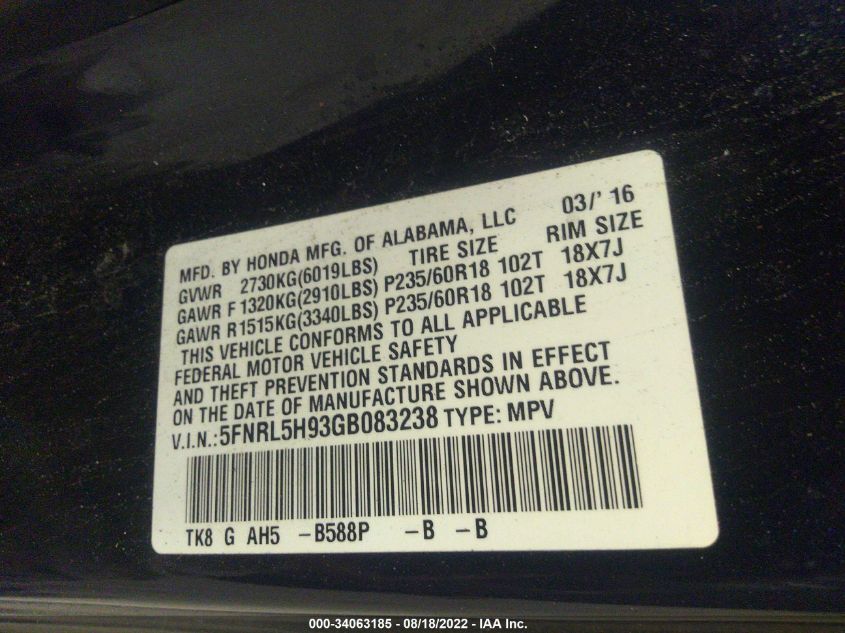 MFD. BY HONDA MFG. OF ALABAMA, LLC 03/' 16
GVWR 2730KG(6019LBS) TIRE SIZE RIM SIZE
GAWR F 1320KG(2910LBS) P235/60R18 102T 18X7J
GAWR R1515KG(3340LBS) P235/60R18 102T 18X7J
THIS VEHICLE CONFORMS TO ALL APPLICABLE
FEDERAL MOTOR VEHICLE SAFETY
AND THEFT PREVENTION STANDARDS IN EFFECT
ON THE DATE OF MANUFACTURE SHOWN ABOVE.
V.I.N.:5FNRL5H93GB083238 TYPE: MPV
TK8 G AH5 -B588P -B -B
000-34063185 - 08/18/2022 - IAA Inc.